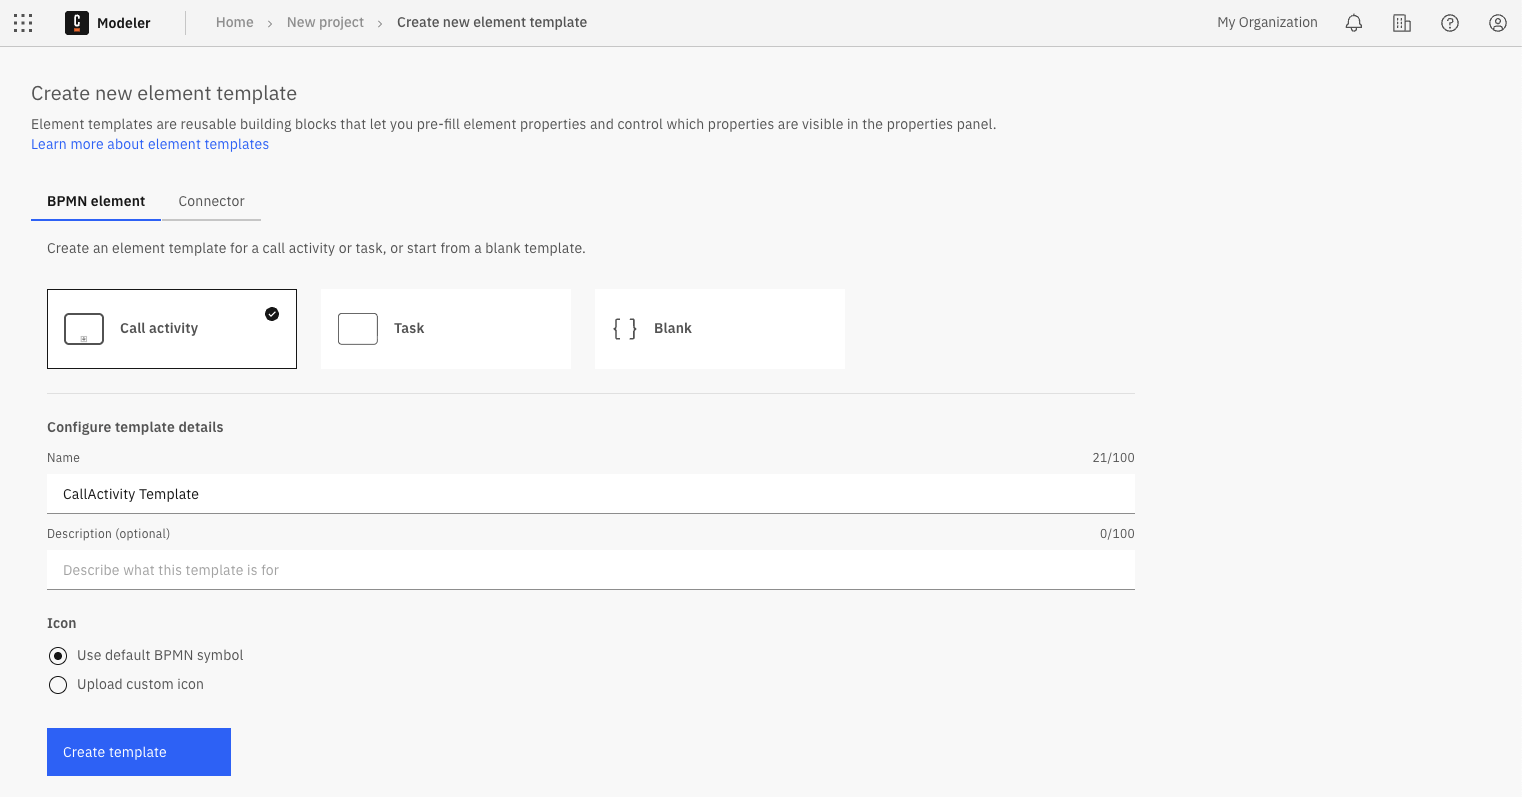 Modeler Home New project Create new element template My Organization
Create new element template
Element templates are reusable building blocks that let you pre-fill element properties and control which properties are visible in the properties panel.
Learn more about element templates
BPMN element Connector
Create an element template for a call activity or task, or start from a blank template.
Call activity Task { } Blank
Configure template details
Name 21/100
CallActivity Template
Description (optional) 0/100
Describe what this template is for
Icon
Use default BPMN symbol
Upload custom icon
Create template